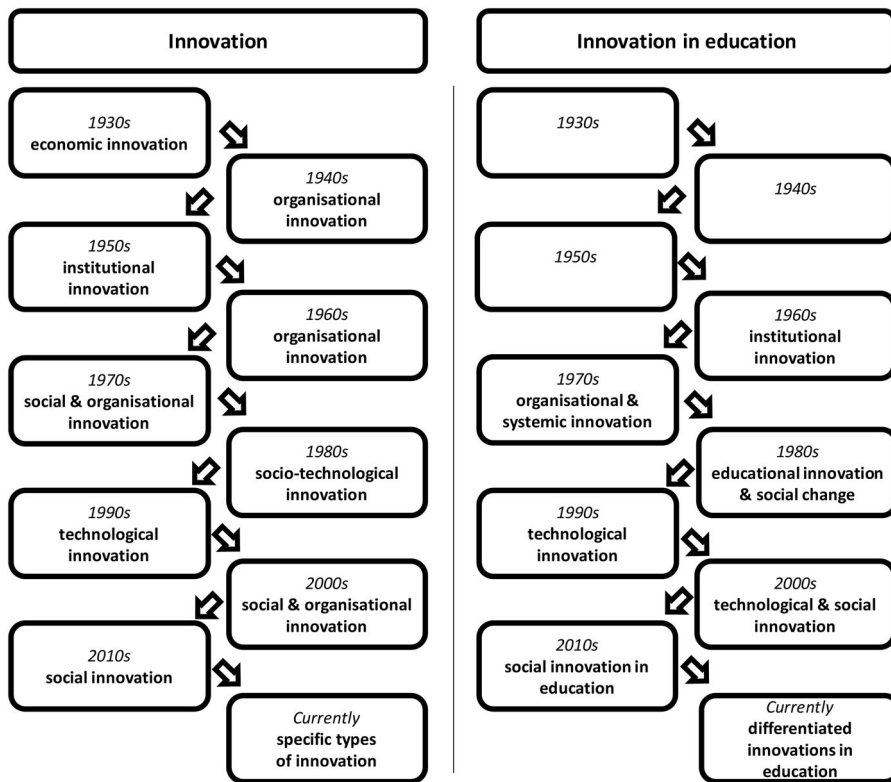 Innovation
1930s
economic innovation
1940s
organisational
innovation
1950s
institutional
innovation
1960s
organisational
innovation
1970s
social & organisational
innovation
1980s
socio-technological
innovation
1990s
technological
innovation
2000s
social & organisational
innovation
2010s
social innovation
Currently
specific types
of innovation
Innovation in education
1930s
1940s
1950s
1960s
institutional
innovation
1970s
organisational &
systemic innovation
1980s
educational innovation
& social change
1990s
technological
innovation
2000s
technological & social
innovation
2010s
social innovation in
education
Currently
differentiated
innovations in
education